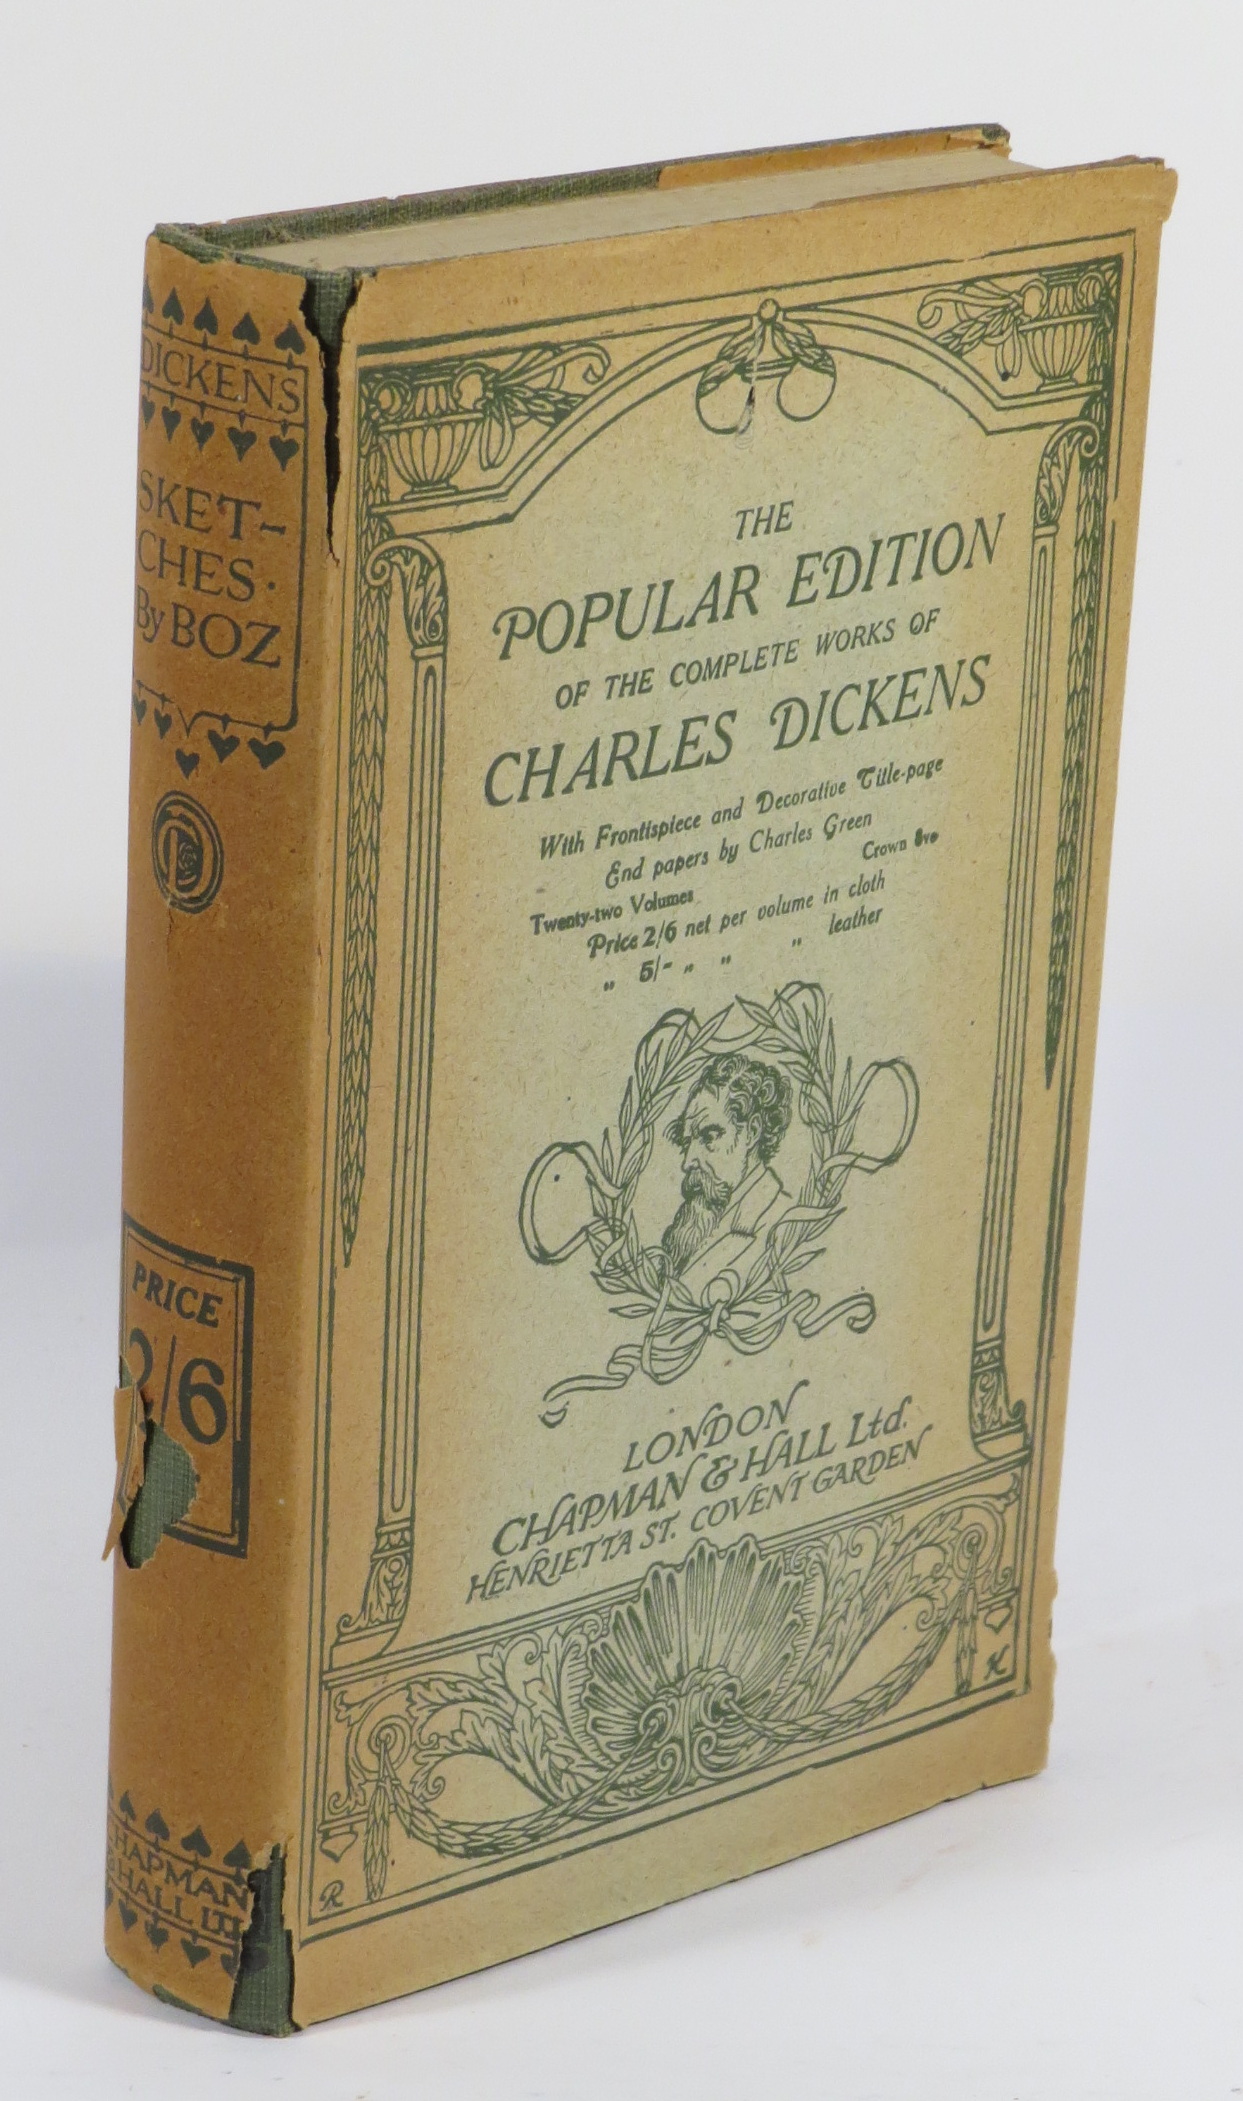 DICKENS
SKET-
CHES.
By BOZ
PRICE
2/6
CHAPMAN
& HALL LTD
THE
POPULAR EDITION
OF THE COMPLETE WORKS OF
CHARLES DICKENS
With Frontispiece and Decorative Title-page
End papers by Charles Green
Twenty-two Volumes Crown 8vo
Price 2/6 net per volume in cloth
" 5/- " " " leather
LONDON
CHAPMAN & HALL Ltd.
HENRIETTA ST. COVENT GARDEN
R K